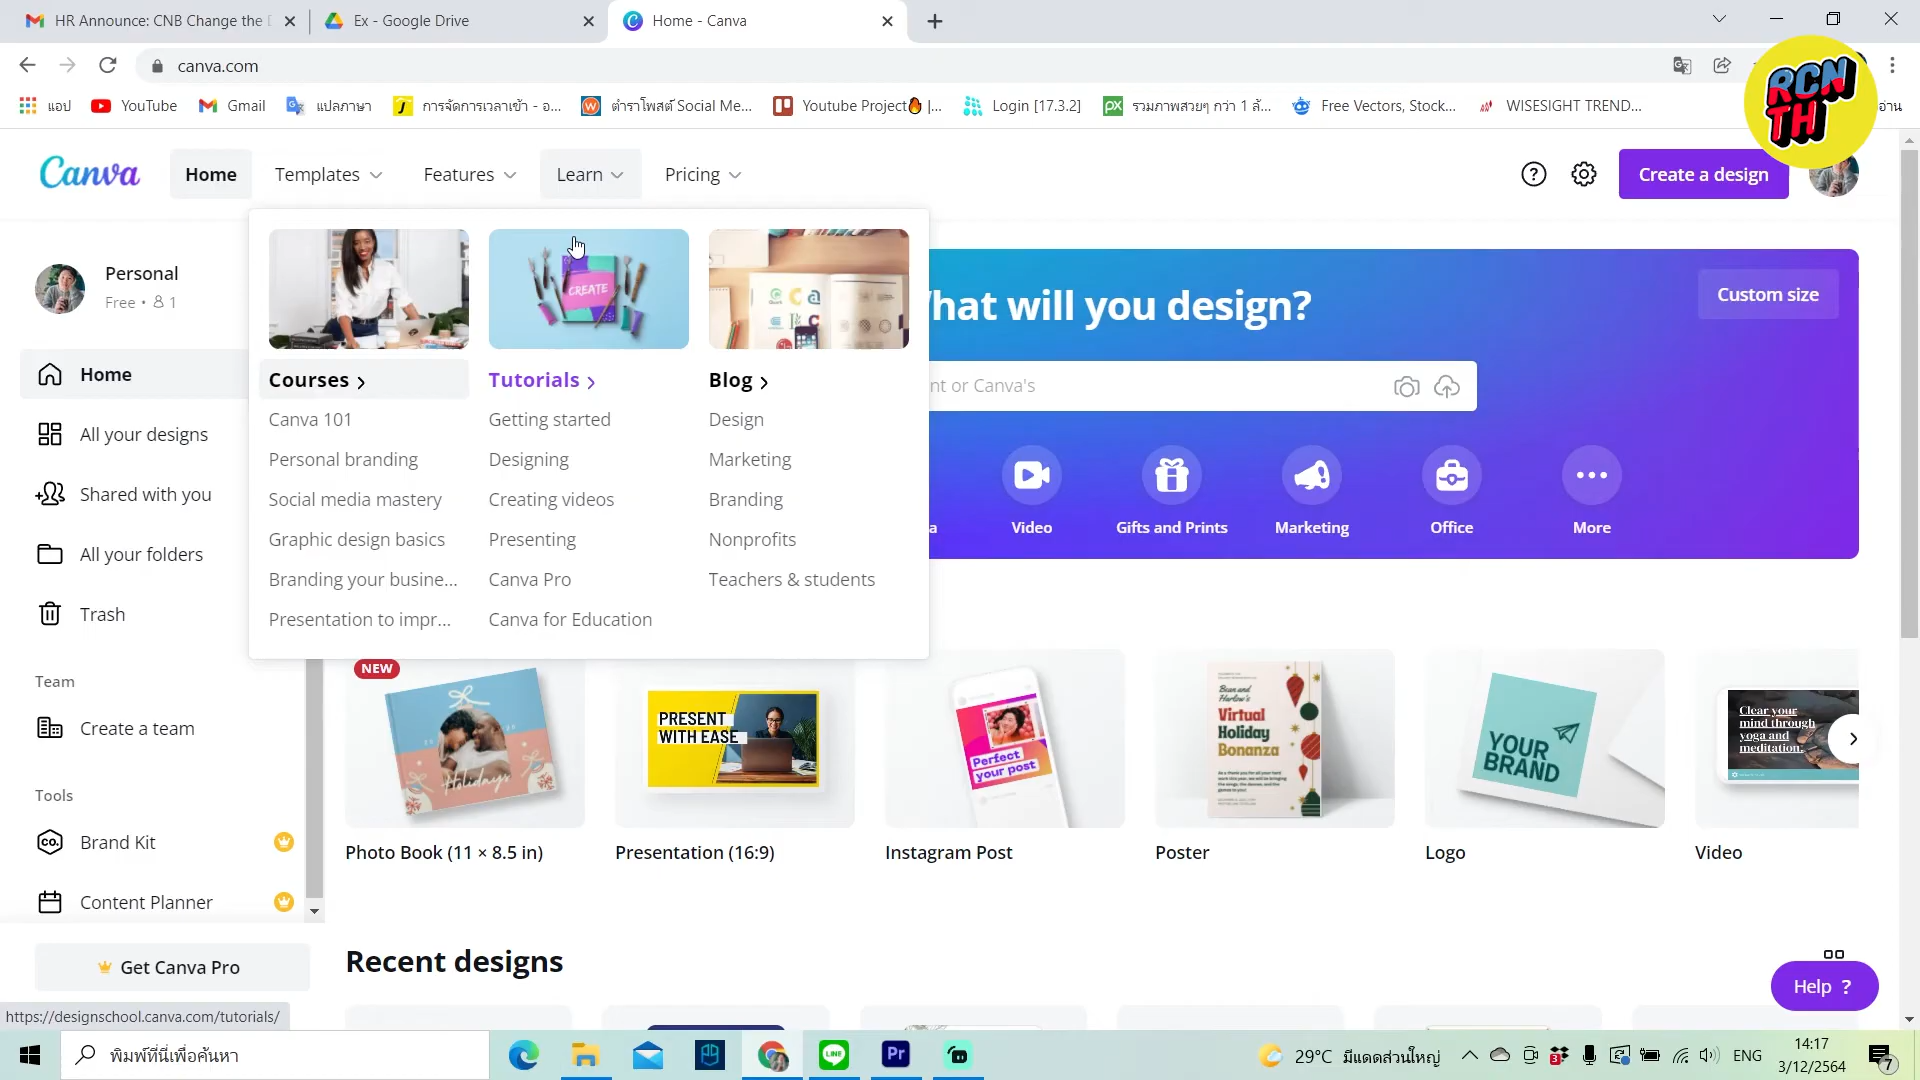 HR Announce: CNB Change the
Ex - Google Drive
Home - Canva
canva.com
RCN
TH
แอป
YouTube
Gmail
แปลภาษา
การจัดการเวลาเข้า - อ...
ตำราโพสต์ Social Me...
Youtube Project🔥 |...
Login [17.3.2]
รวมภาพสวยๆ กว่า 1 ล้...
Free Vectors, Stock...
WISESIGHT TREND...
อ่าน
Canva
Home
Templates
Features
Learn
Pricing
Create a design
Personal
Free • 1
Home
All your designs
Shared with you
All your folders
Trash
Team
Create a team
Tools
Brand Kit
Content Planner
Get Canva Pro
CREATE
Courses >
Canva 101
Personal branding
Social media mastery
Graphic design basics
Branding your busine...
Presentation to impr...
Tutorials >
Getting started
Designing
Creating videos
Presenting
Canva Pro
Canva for Education
Blog >
Design
Marketing
Branding
Nonprofits
Teachers & students
hat will you design?
Custom size
nt or Canva's
a
Video
Gifts and Prints
Marketing
Office
More
NEW
Holidays
PRESENT
WITH EASE
Perfect
your post
Bean and
Harlow's
Virtual
Holiday
Bonanza
YOUR
BRAND
Clear your
mind through
yoga and
meditation.
Photo Book (11 × 8.5 in)
Presentation (16:9)
Instagram Post
Poster
Logo
Video
Recent designs
Help ?
https://designschool.canva.com/tutorials/
พิมพ์ที่นี่เพื่อค้นหา
LINE
Pr
29°C มีแดดส่วนใหญ่
ENG
14:17
3/12/2564
7